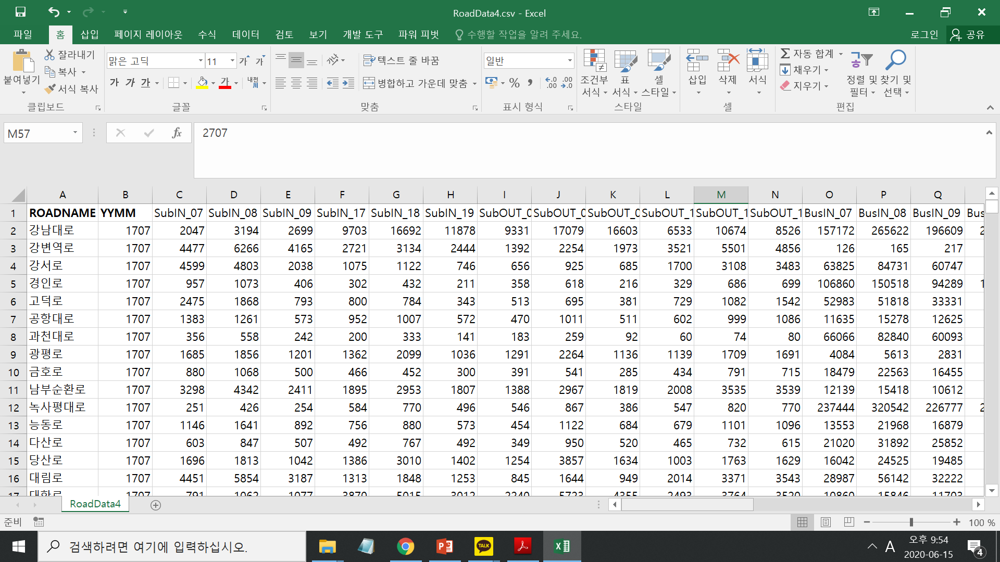 RoadData4.csv - Excel
파일 홈 삽입 페이지 레이아웃 수식 데이터 검토 보기 개발 도구 파워 피벗 수행할 작업을 알려 주세요. 로그인 공유
붙여넣기 잘라내기 복사 서식 복사 클립보드
맑은 고딕 11 가 가 가 가 가 가 내천 글꼴
텍스트 줄 바꿈 병합하고 가운데 맞춤 맞춤
일반 % , .0 .00 .00 .0 표시 형식
조건부 서식 표 서식 셀 스타일 스타일
삽입 삭제 서식 셀
자동 합계 채우기 지우기 정렬 및 필터 찾기 및 선택 편집
M57 fx 2707
A B C D E F G H I J K L M N O P Q
1 ROADNAME YYMM SubIN_07 SubIN_08 SubIN_09 SubIN_17 SubIN_18 SubIN_19 SubOUT_0 SubOUT_0 SubOUT_0 SubOUT_1 SubOUT_1 SubOUT_1 BusIN_07 BusIN_08 BusIN_09 Bus
2 강남대로 1707 2047 3194 2699 9703 16692 11878 9331 17079 16603 6533 10674 8526 157172 265622 196609 2
3 강변역로 1707 4477 6266 4165 2721 3134 2444 1392 2254 1973 3521 5501 4856 126 165 217
4 강서로 1707 4599 4803 2038 1075 1122 746 656 925 685 1700 3108 3483 63825 84731 60747
5 경인로 1707 957 1073 406 302 432 211 358 618 216 329 686 699 106860 150518 94289 1
6 고덕로 1707 2475 1868 793 800 784 343 513 695 381 729 1082 1542 52983 51818 33331
7 공항대로 1707 1383 1261 573 952 1007 572 470 1011 511 602 999 1086 11635 15278 12625
8 과천대로 1707 356 558 242 200 333 141 183 259 92 60 74 80 66066 82840 60093
9 광평로 1707 1685 1856 1201 1362 2099 1036 1291 2264 1136 1139 1709 1691 4084 5613 2831
10 금호로 1707 880 1068 500 466 452 300 391 541 285 434 791 715 18479 22563 16455
11 남부순환로 1707 3298 4342 2411 1895 2953 1807 1388 2967 1819 2008 3535 3539 12139 15418 10612
12 녹사평대로 1707 251 426 254 584 770 496 546 867 386 547 820 770 237444 320542 226777 2
13 능동로 1707 1146 1641 892 756 880 573 454 1122 684 679 1101 1096 13553 21968 16879
14 다산로 1707 603 847 507 492 767 492 349 950 520 465 732 615 21020 31892 25852
15 당산로 1707 1696 1813 1042 1386 3010 1402 1254 3857 1634 1003 1763 1629 16042 24525 19485
16 대림로 1707 4451 5854 3187 1313 1848 1253 845 1644 949 2014 3371 3543 28987 56142 32222
17 대학로 1707 791 1062 1077 3870 5015 3012 2240 5723 4355 2493 3764 3520 10860 15846 11703
RoadData4
준비 100 %
검색하려면 여기에 입력하십시오. TALK A 오후 9:54
2020-06-15 4